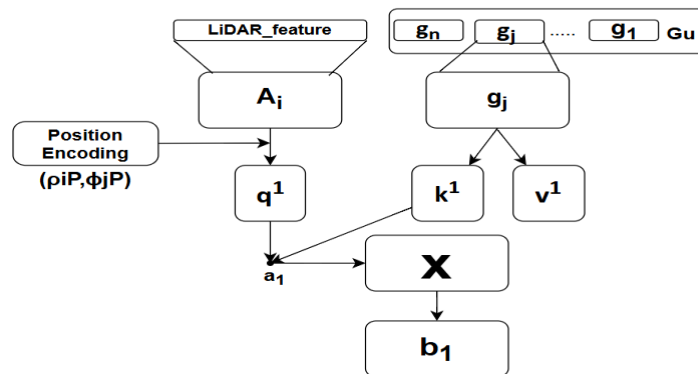 LiDAR_feature
gn gj ..... g1 Gu
Ai
gj
Position
Encoding
(ρiP,ϕjP)
q1
k1
v1
a1
X
b1